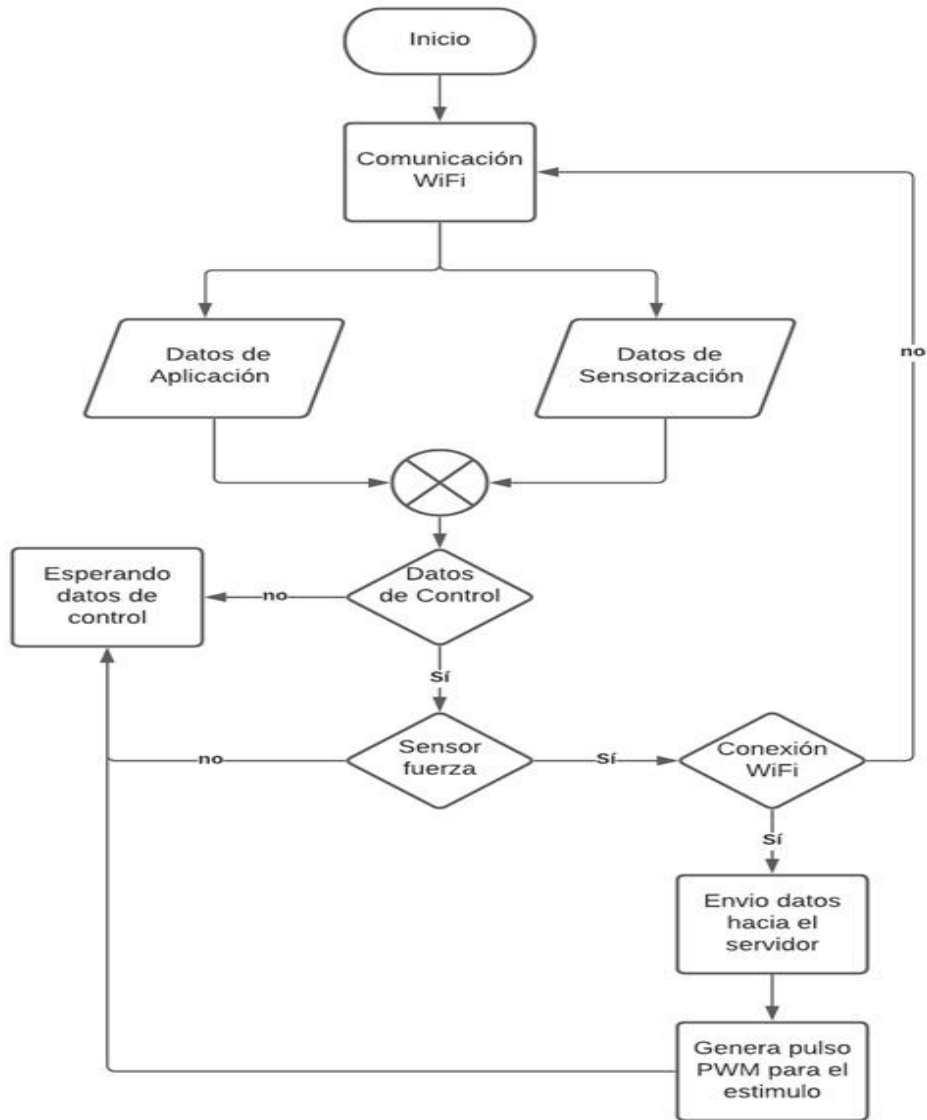 Inicio
Comunicación
WiFi
Datos de
Aplicación
Datos de
Sensorización
no
Esperando
datos de
control
no
Datos
de Control
Sí
Sensor
fuerza
no
Sí
Conexión
WiFi
Sí
Envio datos
hacia el
servidor
Genera pulso
PWM para el
estimulo